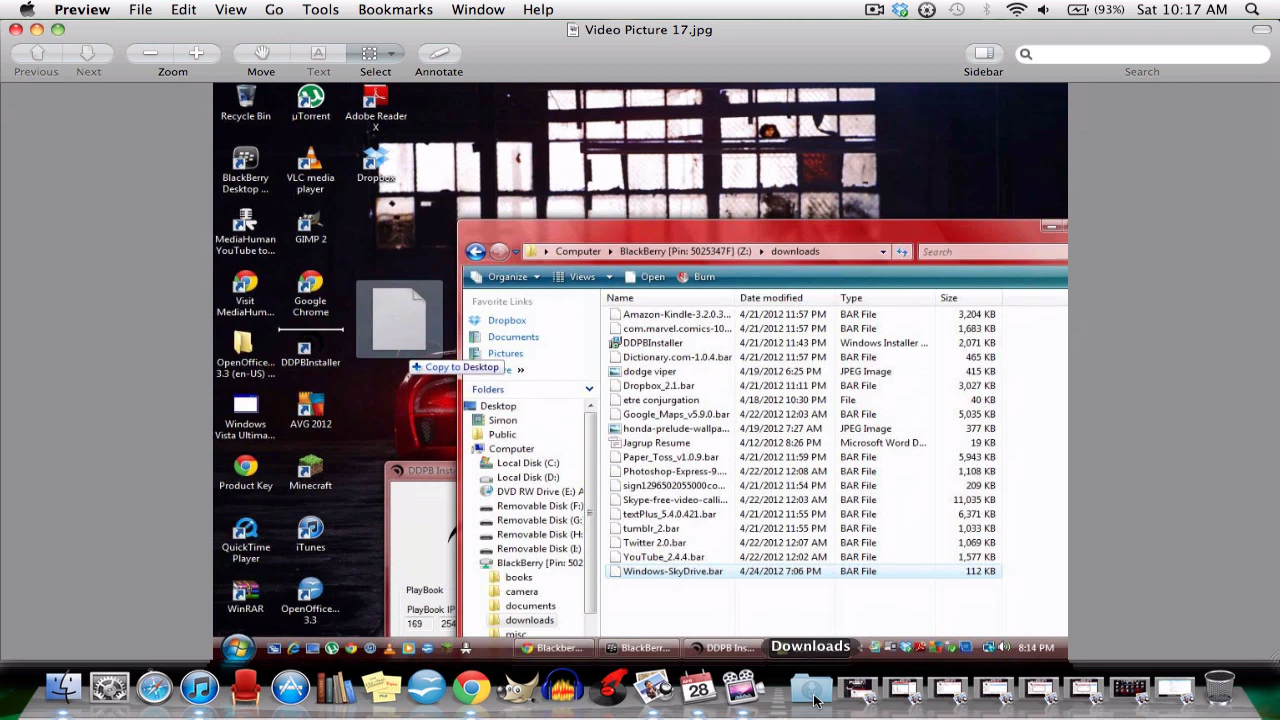 Preview File Edit View Go Tools Bookmarks Window Help (93%) Sat 10:17 AM
Video Picture 17.jpg
Previous Next Zoom Move Text Select Annotate Sidebar Search
Recycle Bin
µTorrent
Adobe Reader X
BlackBerry Desktop ...
VLC media player
Dropbox
MediaHuman YouTube to...
GIMP 2
Visit MediaHum...
Google Chrome
OpenOffice... 3.3 (en-US) ...
DDPBInstaller
Windows Vista Ultima...
AVG 2012
Product Key
Minecraft
QuickTime Player
iTunes
WinRAR
OpenOffice... 3.3
Copy to Desktop
Computer BlackBerry [Pin: 5025347F] (Z:) downloads Search
Organize Views Open Burn
Favorite Links
Dropbox
Documents
Pictures
Folders
Desktop
Simon
Public
Computer
Local Disk (C:)
Local Disk (D:)
DVD RW Drive (E:) A
Removable Disk (F:)
Removable Disk (G:
Removable Disk (H:
Removable Disk (I:)
BlackBerry [Pin: 502
books
camera
documents
downloads
misc
Name Date modified Type Size
Amazon-Kindle-3.2.0.3... 4/21/2012 11:57 PM BAR File 3,204 KB
com.marvel.comics-10... 4/21/2012 11:57 PM BAR File 1,683 KB
DDPBInstaller 4/21/2012 11:43 PM Windows Installer ... 2,071 KB
Dictionary.com-1.0.4.bar 4/21/2012 11:57 PM BAR File 465 KB
dodge viper 4/19/2012 6:25 PM JPEG Image 415 KB
Dropbox_2.1.bar 4/21/2012 11:11 PM BAR File 3,027 KB
etre conjurgation 4/18/2012 10:30 PM File 40 KB
Google_Maps_v5.9.0.bar 4/22/2012 12:03 AM BAR File 5,035 KB
honda-prelude-wallpa... 4/19/2012 7:27 AM JPEG Image 377 KB
Jagrup Resume 4/12/2012 8:26 PM Microsoft Word D... 19 KB
Paper_Toss_v1.0.9.bar 4/21/2012 11:59 PM BAR File 5,943 KB
Photoshop-Express-9.... 4/22/2012 12:08 AM BAR File 1,108 KB
sign1296502055000co... 4/21/2012 11:54 PM BAR File 209 KB
Skype-free-video-calli... 4/22/2012 12:03 AM BAR File 11,035 KB
textPlus_5.4.0.421.bar 4/21/2012 11:55 PM BAR File 6,371 KB
tumblr_2.bar 4/21/2012 11:55 PM BAR File 1,033 KB
Twitter 2.0.bar 4/22/2012 12:07 AM BAR File 1,069 KB
YouTube_2.4.4.bar 4/22/2012 12:02 AM BAR File 1,577 KB
Windows-SkyDrive.bar 4/24/2012 7:06 PM BAR File 112 KB
DDPB Inst
PlayBook
PlayBook IP
169 254
Blackber... BlackBerr... DDPB Ins... 8:14 PM
Downloads
APR 28